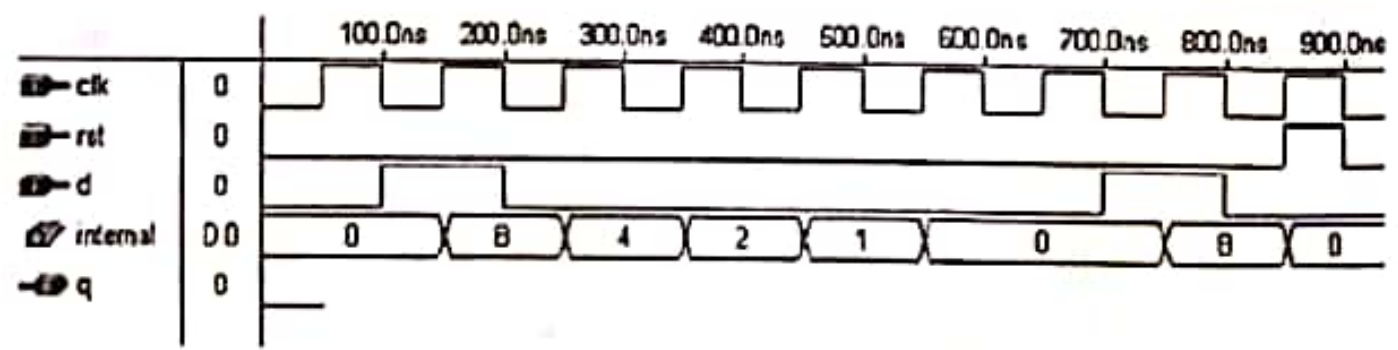 100.0ns 200.0ns 300.0ns 400.0ns 500.0ns 600.0ns 700.0ns 800.0ns 900.0ns
clk 0
rst 0
d 0
internal D0 0 8 4 2 1 0 8 0
q 0